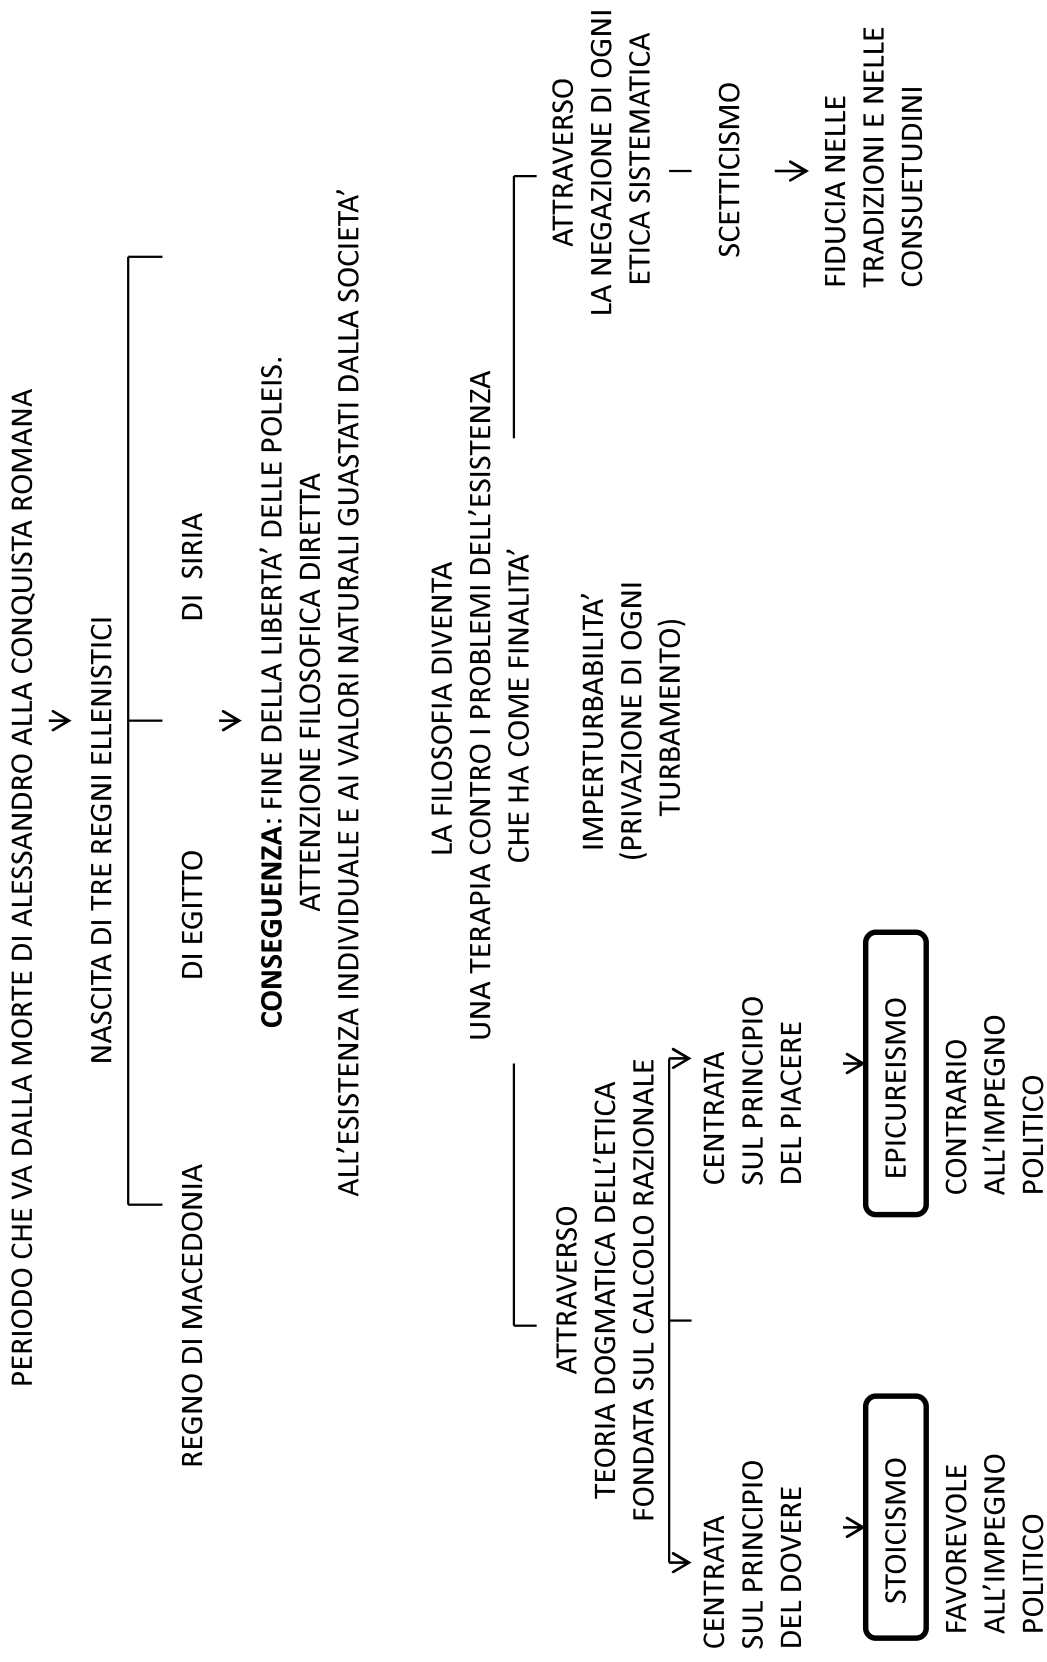 PERIODO CHE VA DALLA MORTE DI ALESSANDRO ALLA CONQUISTA ROMANA
NASCITA DI TRE REGNI ELLENISTICI
REGNO DI MACEDONIA
DI EGITTO
DI SIRIA
CONSEGUENZA: FINE DELLA LIBERTA’ DELLE POLEIS.
ATTENZIONE FILOSOFICA DIRETTA
ALL’ESISTENZA INDIVIDUALE E AI VALORI NATURALI GUASTATI DALLA SOCIETA’
LA FILOSOFIA DIVENTA
UNA TERAPIA CONTRO I PROBLEMI DELL’ESISTENZA
CHE HA COME FINALITA’
IMPERTURBABILITA’
(PRIVAZIONE DI OGNI
TURBAMENTO)
ATTRAVERSO
TEORIA DOGMATICA DELL’ETICA
FONDATA SUL CALCOLO RAZIONALE
CENTRATA
SUL PRINCIPIO
DEL DOVERE
STOICISMO
FAVOREVOLE
ALL’IMPEGNO
POLITICO
CENTRATA
SUL PRINCIPIO
DEL PIACERE
EPICUREISMO
CONTRARIO
ALL’IMPEGNO
POLITICO
ATTRAVERSO
LA NEGAZIONE DI OGNI
ETICA SISTEMATICA
SCETTICISMO
FIDUCIA NELLE
TRADIZIONI E NELLE
CONSUETUDINI